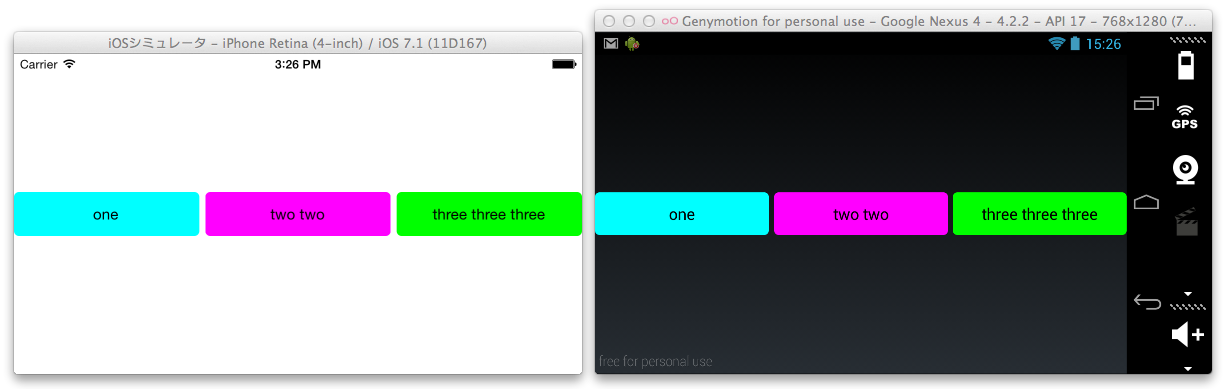 iOSシミュレータ – iPhone Retina (4-inch) / iOS 7.1 (11D167)
Carrier 3:26 PM
one two two three three three
Genymotion for personal use – Google Nexus 4 – 4.2.2 – API 17 – 768x1280 (7...
15:26
GPS
one two two three three three
free for personal use